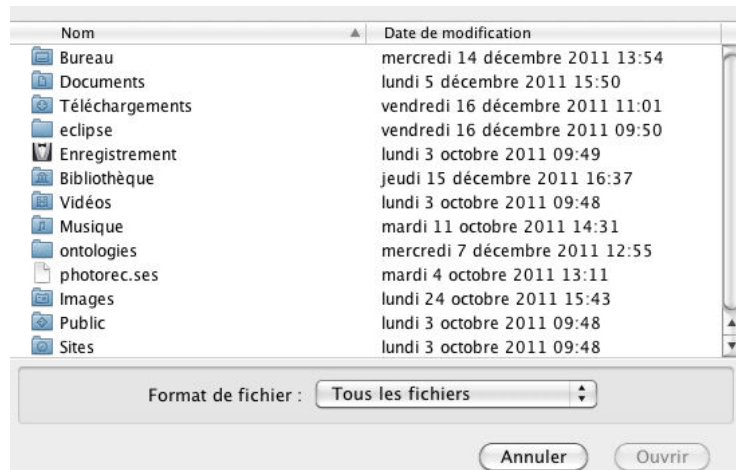 Nom Date de modification
Bureau mercredi 14 décembre 2011 13:54
Documents lundi 5 décembre 2011 15:50
Téléchargements vendredi 16 décembre 2011 11:01
eclipse vendredi 16 décembre 2011 09:50
Enregistrement lundi 3 octobre 2011 09:49
Bibliothèque jeudi 15 décembre 2011 16:37
Vidéos lundi 3 octobre 2011 09:48
Musique mardi 11 octobre 2011 14:31
ontologies mercredi 7 décembre 2011 12:55
photorec.ses mardi 4 octobre 2011 13:11
Images lundi 24 octobre 2011 15:43
Public lundi 3 octobre 2011 09:48
Sites lundi 3 octobre 2011 09:48
Format de fichier : Tous les fichiers
Annuler Ouvrir